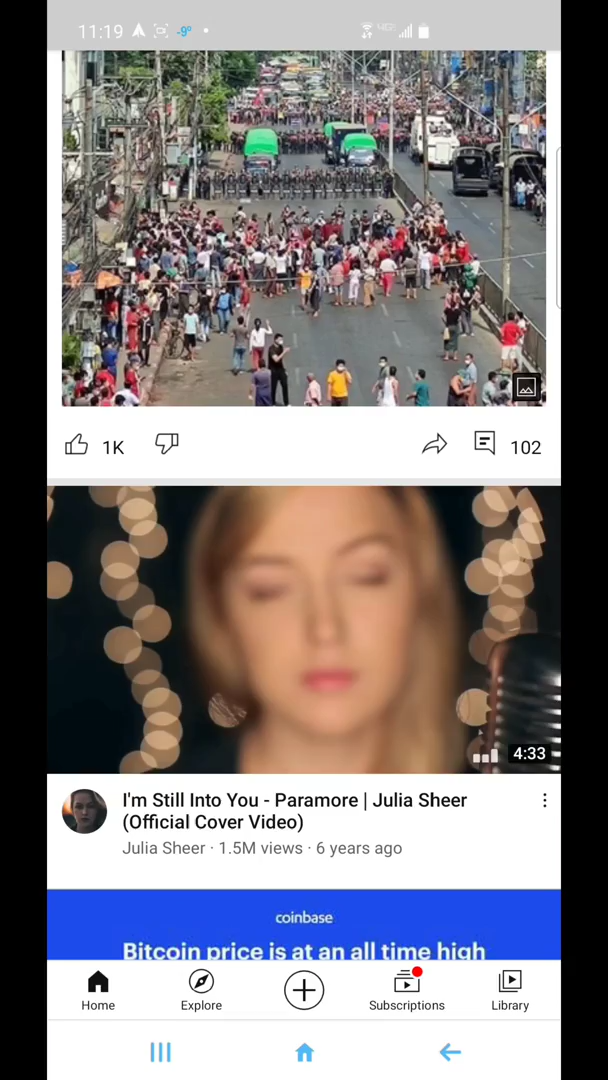 11:19 -9°
1K 102
4:33
I'm Still Into You - Paramore | Julia Sheer
(Official Cover Video)
Julia Sheer · 1.5M views · 6 years ago
coinbase
Bitcoin price is at an all time high
Home Explore Subscriptions Library